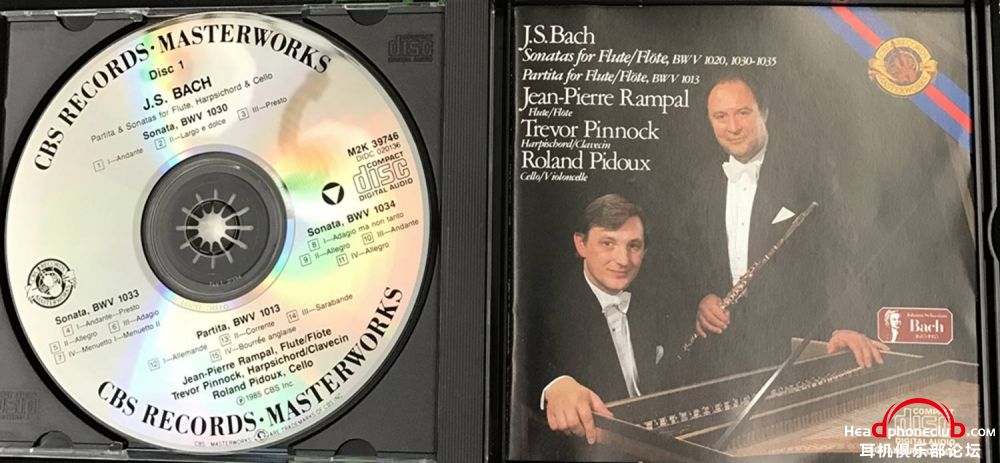 CBS RECORDS · MASTERWORKS
Disc 1
J.S. BACH
Partita & Sonatas for Flute, Harpsichord & Cello
Sonata, BWV 1030
1 I—Andante 2 II—Largo e dolce 3 III—Presto
M2K 39746
DIDC 020136
COMPACT
disc
DIGITAL AUDIO
Sonata, BWV 1034
8 I—Adagio ma non tanto
9 II—Allegro 10 III—Andante
11 IV—Allegro
Sonata, BWV 1033
4 I—Andante—Presto
5 II—Allegro 6 III—Adagio
7 IV—Menuetto I—Menuetto II
Partita, BWV 1013
12 I—Allemande 13 II—Corrente 14 III—Sarabande
15 IV—Bourrée anglaise
Jean-Pierre Rampal, Flute/Flöte
Trevor Pinnock, Harpsichord/Clavecin
Roland Pidoux, Cello
℗ 1985 CBS Inc.
CBS RECORDS · MASTERWORKS
J.S.Bach
Sonatas for Flute/Flöte, BWV 1020, 1030-1035
Partita for Flute/Flöte, BWV 1013
Jean-Pierre Rampal
Flute/Flöte
Trevor Pinnock
Harpsichord/Clavecin
Roland Pidoux
Cello/Violoncelle
Bach
1685-1985
COMPACT
disc
DIGITAL AUDIO
Headphoneclub.com
耳机俱乐部论坛